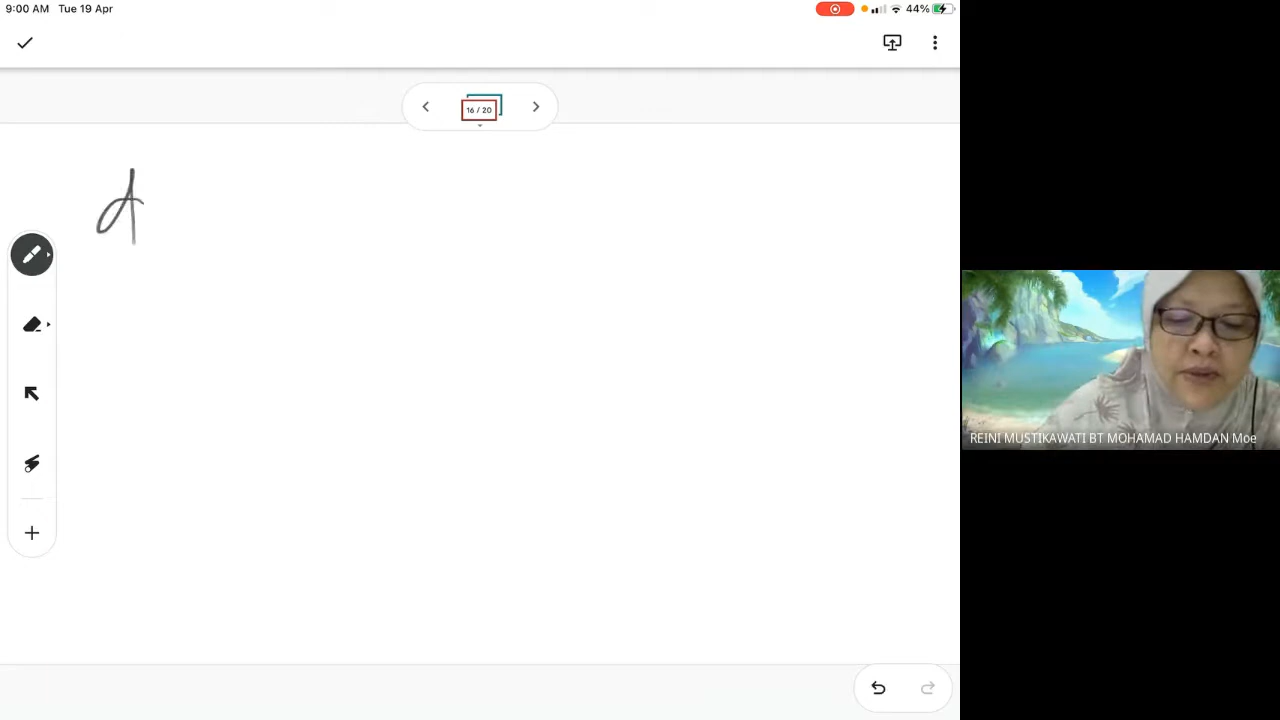 9:00 AM Tue 19 Apr
44%
16 / 20
REINI MUSTIKAWATI BT MOHAMAD HAMDAN Moe